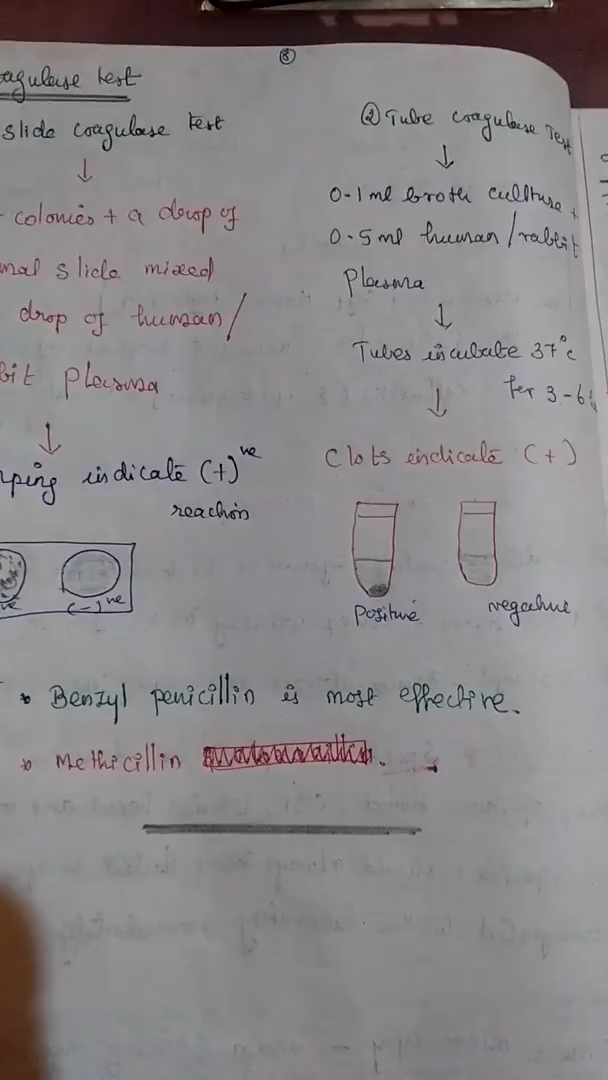 8
agulase test
slide coagulase test
colonies + a drop of
mal slide mixed
drop of human/
bit plasma
ping indicate (+)ve
reaction
ve
(-)ve
② Tube coagulase Test
0.1 ml broth culture +
0.5 ml human/rabbit
plasma
Tubes incubate 37°c
for 3-6h
Clots indicate (+)
positive
negative
Benzyl penicillin is most effective.
Methicillin